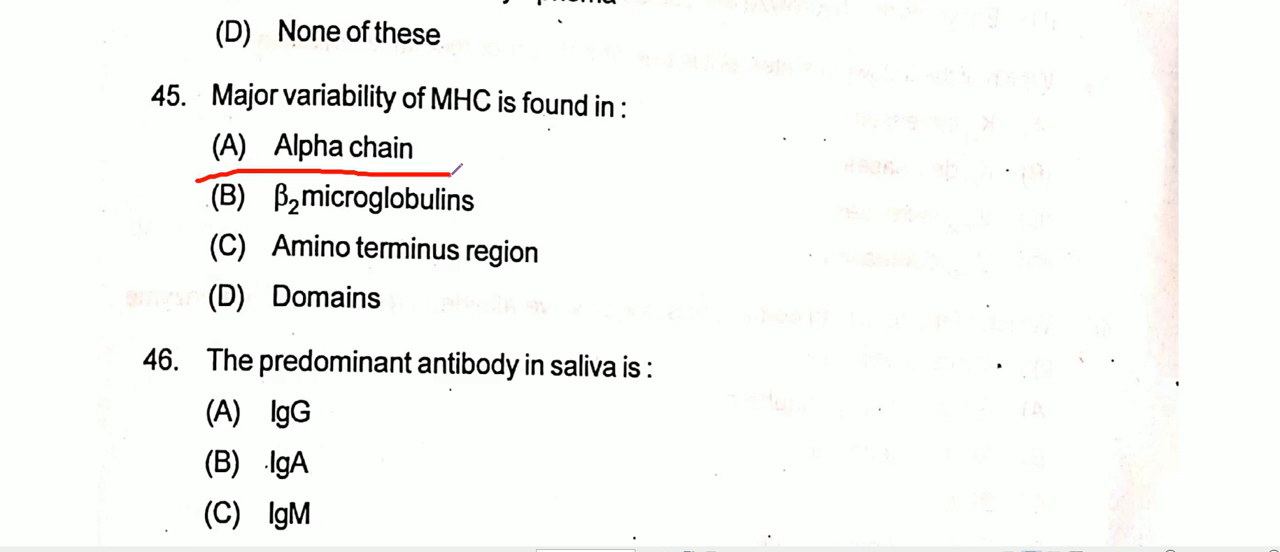 (D) None of these
45. Major variability of MHC is found in :
(A) Alpha chain
(B) β₂microglobulins
(C) Amino terminus region
(D) Domains
46. The predominant antibody in saliva is :
(A) IgG
(B) IgA
(C) IgM